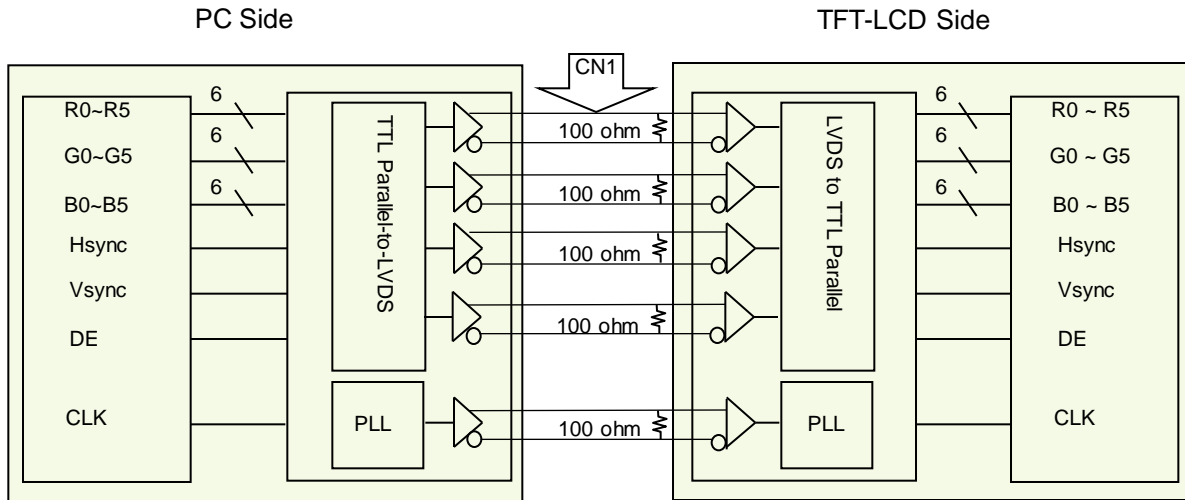 PC Side
TFT-LCD Side
CN1
R0~R5
6
G0~G5
6
B0~B5
6
Hsync
Vsync
DE
CLK
TTL Parallel-to-LVDS
PLL
100 ohm
100 ohm
100 ohm
100 ohm
100 ohm
LVDS to TTL Parallel
PLL
6
R0 ~ R5
6
G0 ~ G5
6
B0 ~ B5
Hsync
Vsync
DE
CLK